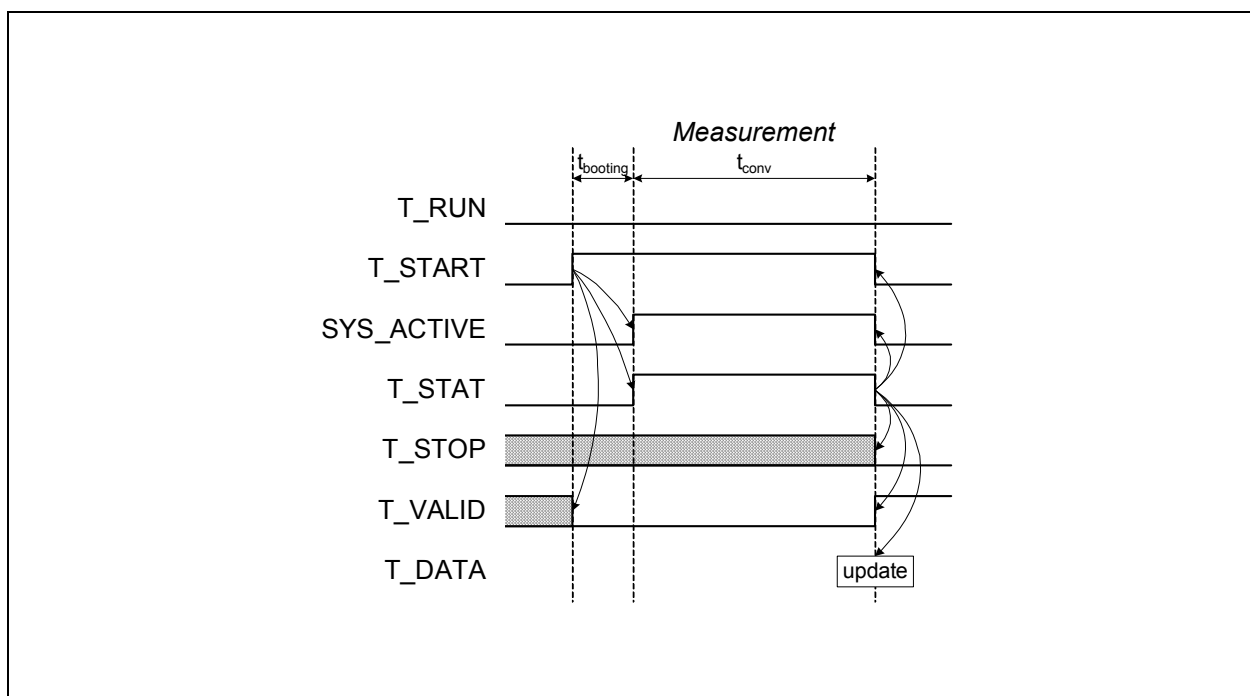 Measurement
t_booting
t_conv
T_RUN
T_START
SYS_ACTIVE
T_STAT
T_STOP
T_VALID
T_DATA
update